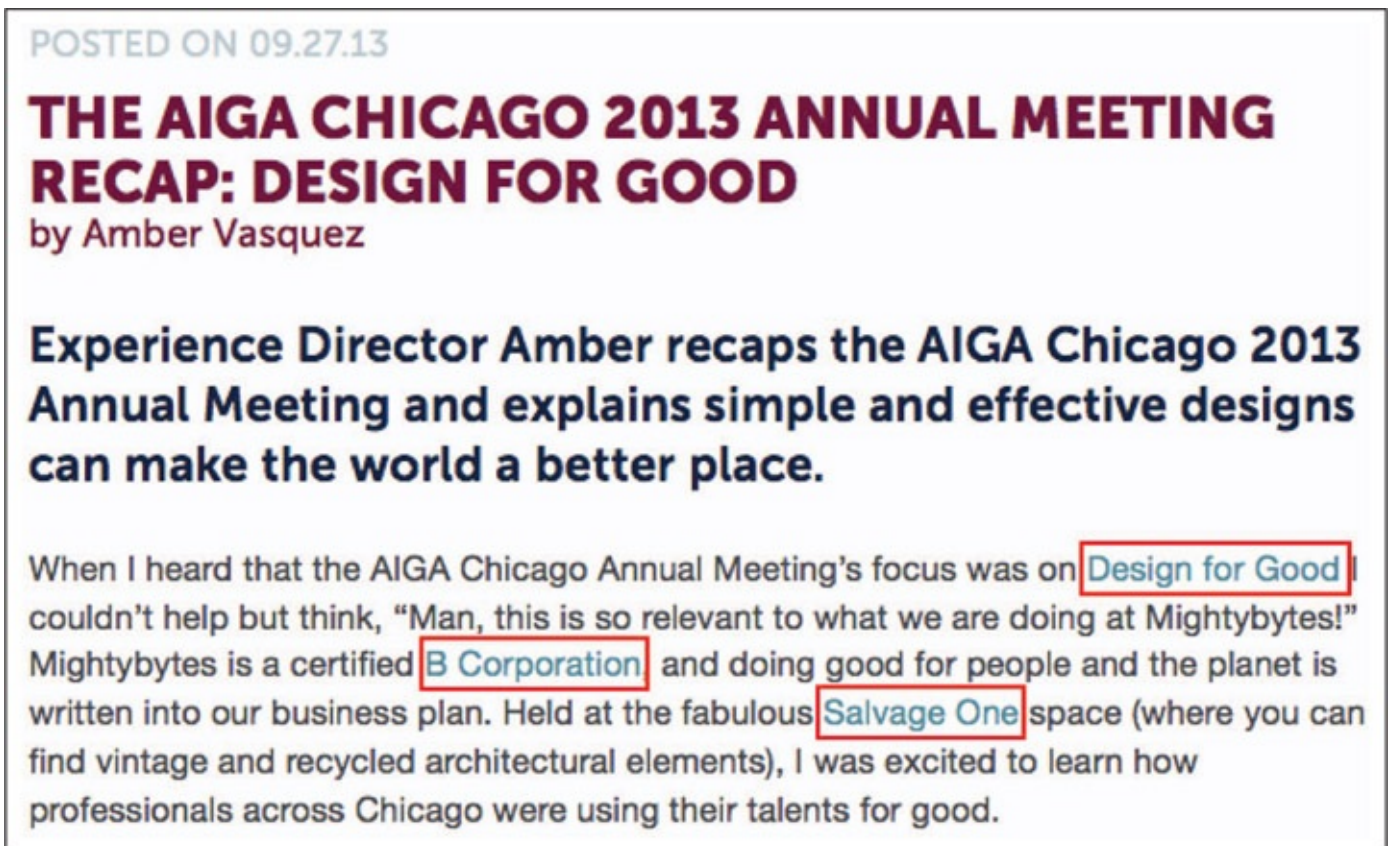 POSTED ON 09.27.13
THE AIGA CHICAGO 2013 ANNUAL MEETING
RECAP: DESIGN FOR GOOD
by Amber Vasquez
Experience Director Amber recaps the AIGA Chicago 2013
Annual Meeting and explains simple and effective designs
can make the world a better place.
When I heard that the AIGA Chicago Annual Meeting’s focus was on Design for Good I
couldn’t help but think, “Man, this is so relevant to what we are doing at Mightybytes!”
Mightybytes is a certified B Corporation, and doing good for people and the planet is
written into our business plan. Held at the fabulous Salvage One space (where you can
find vintage and recycled architectural elements), I was excited to learn how
professionals across Chicago were using their talents for good.